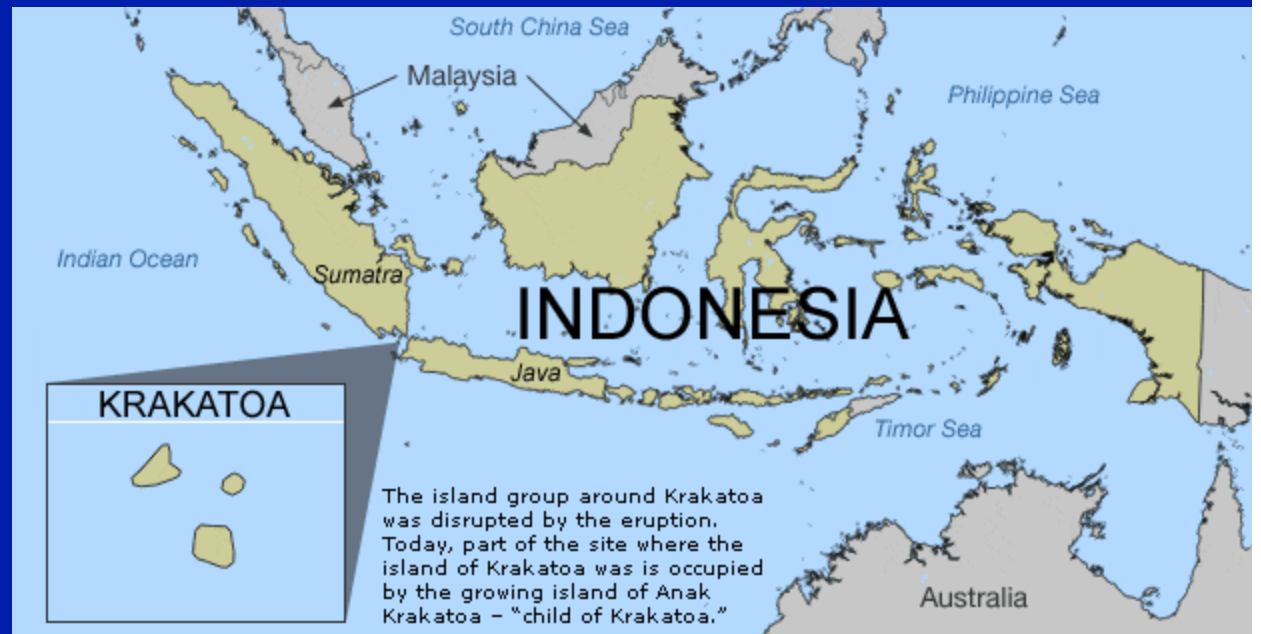 South China Sea
Malaysia
Philippine Sea
Indian Ocean
Sumatra
INDONESIA
Java
KRAKATOA
Timor Sea
The island group around Krakatoa
was disrupted by the eruption.
Today, part of the site where the
island of Krakatoa was is occupied
by the growing island of Anak
Krakatoa – “child of Krakatoa.”
Australia